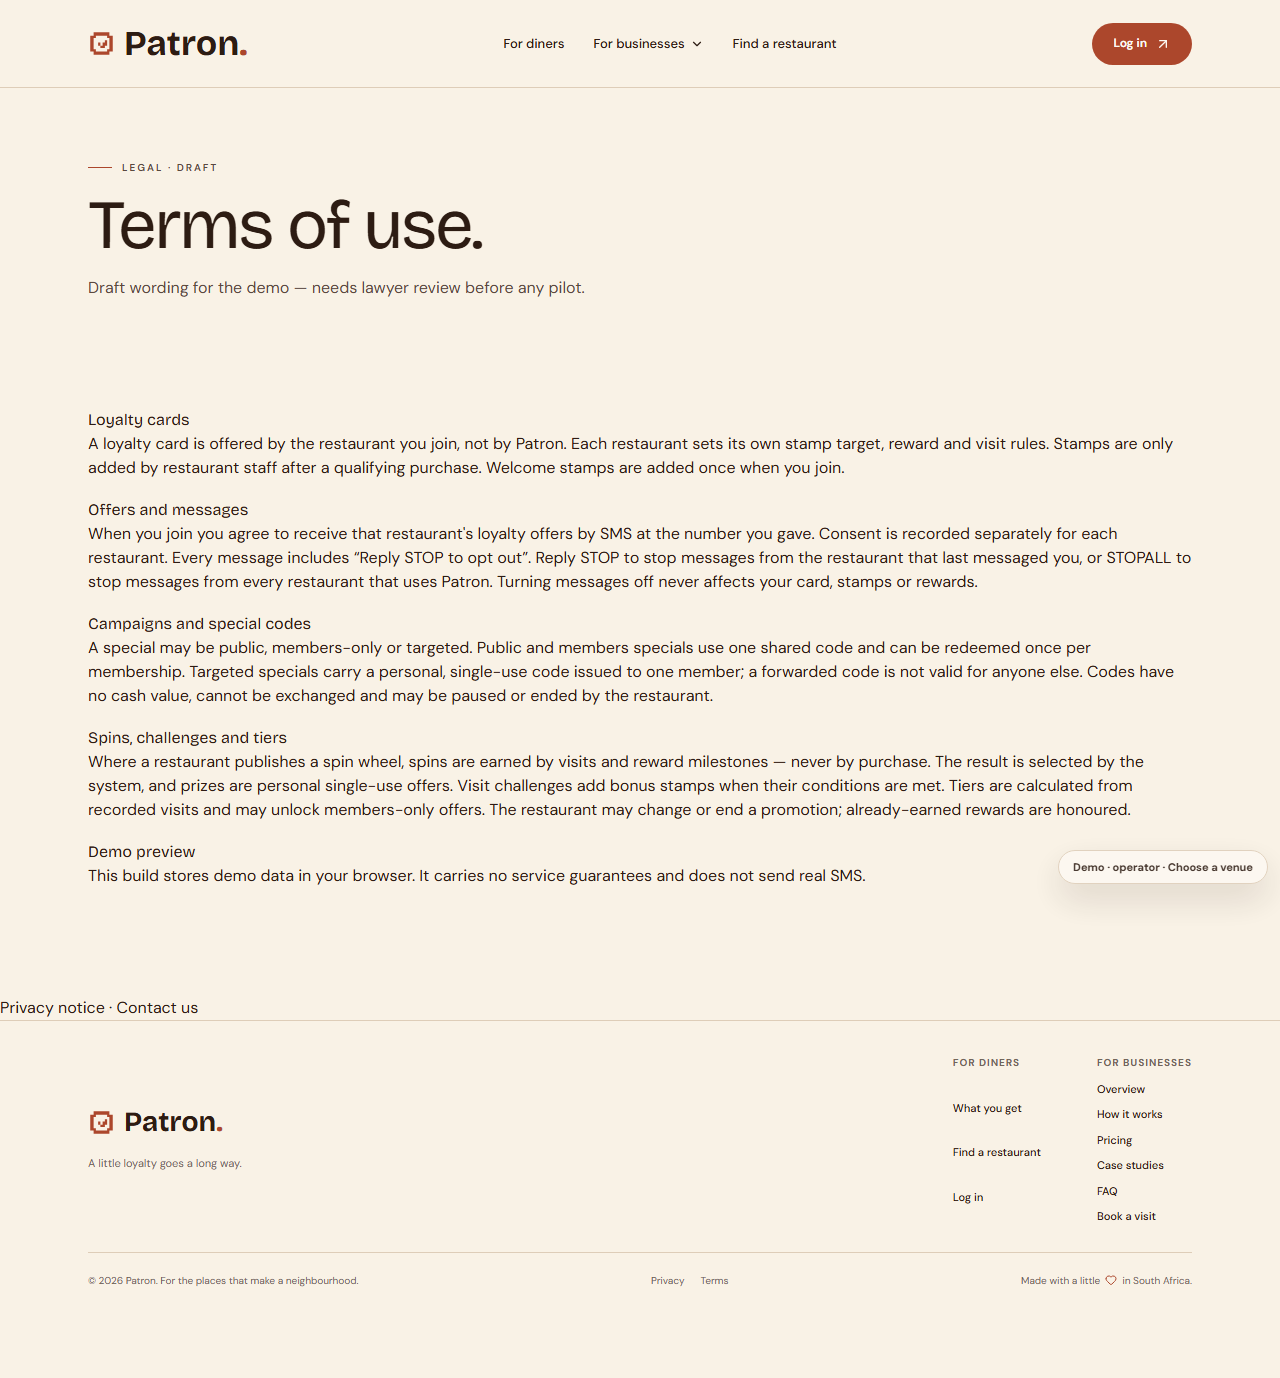 Patron.
For diners
For businesses
Find a restaurant
Log in
LEGAL · DRAFT
Terms of use.
Draft wording for the demo — needs lawyer review before any pilot.
Loyalty cards
A loyalty card is offered by the restaurant you join, not by Patron. Each restaurant sets its own stamp target, reward and visit rules. Stamps are only
added by restaurant staff after a qualifying purchase. Welcome stamps are added once when you join.
Offers and messages
When you join you agree to receive that restaurant's loyalty offers by SMS at the number you gave. Consent is recorded separately for each
restaurant. Every message includes “Reply STOP to opt out”. Reply STOP to stop messages from the restaurant that last messaged you, or STOPALL to
stop messages from every restaurant that uses Patron. Turning messages off never affects your card, stamps or rewards.
Campaigns and special codes
A special may be public, members-only or targeted. Public and members specials use one shared code and can be redeemed once per
membership. Targeted specials carry a personal, single-use code issued to one member; a forwarded code is not valid for anyone else. Codes have
no cash value, cannot be exchanged and may be paused or ended by the restaurant.
Spins, challenges and tiers
Where a restaurant publishes a spin wheel, spins are earned by visits and reward milestones — never by purchase. The result is selected by the
system, and prizes are personal single-use offers. Visit challenges add bonus stamps when their conditions are met. Tiers are calculated from
recorded visits and may unlock members-only offers. The restaurant may change or end a promotion; already-earned rewards are honoured.
Demo preview
This build stores demo data in your browser. It carries no service guarantees and does not send real SMS.
Demo · operator · Choose a venue
Privacy notice · Contact us
Patron.
A little loyalty goes a long way.
FOR DINERS
What you get
Find a restaurant
Log in
FOR BUSINESSES
Overview
How it works
Pricing
Case studies
FAQ
Book a visit
© 2026 Patron. For the places that make a neighbourhood.
Privacy
Terms
Made with a little
in South Africa.